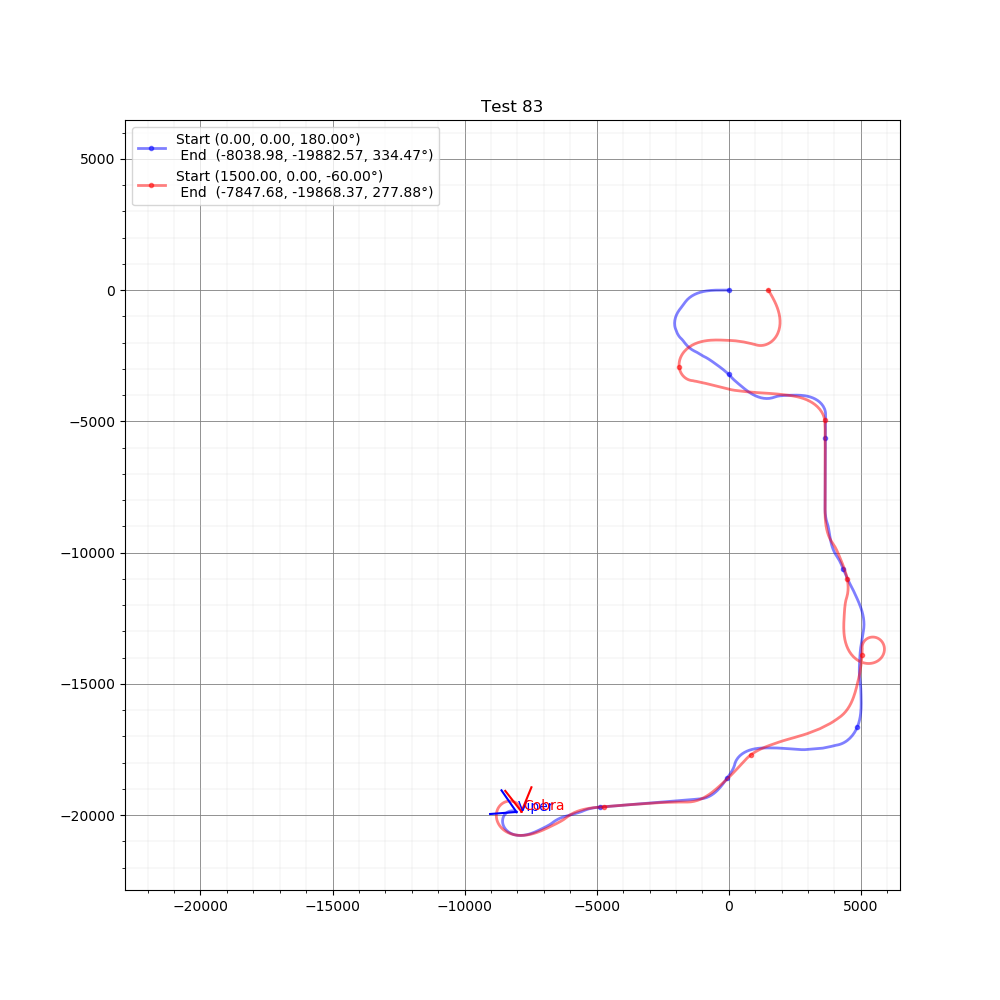 Test 83
Start (0.00, 0.00, 180.00°)
End (-8038.98, -19882.57, 334.47°)
Start (1500.00, 0.00, -60.00°)
End (-7847.68, -19868.37, 277.88°)
5000
0
−5000
−10000
−15000
−20000
Cobra
−20000 −15000 −10000 −5000 0 5000